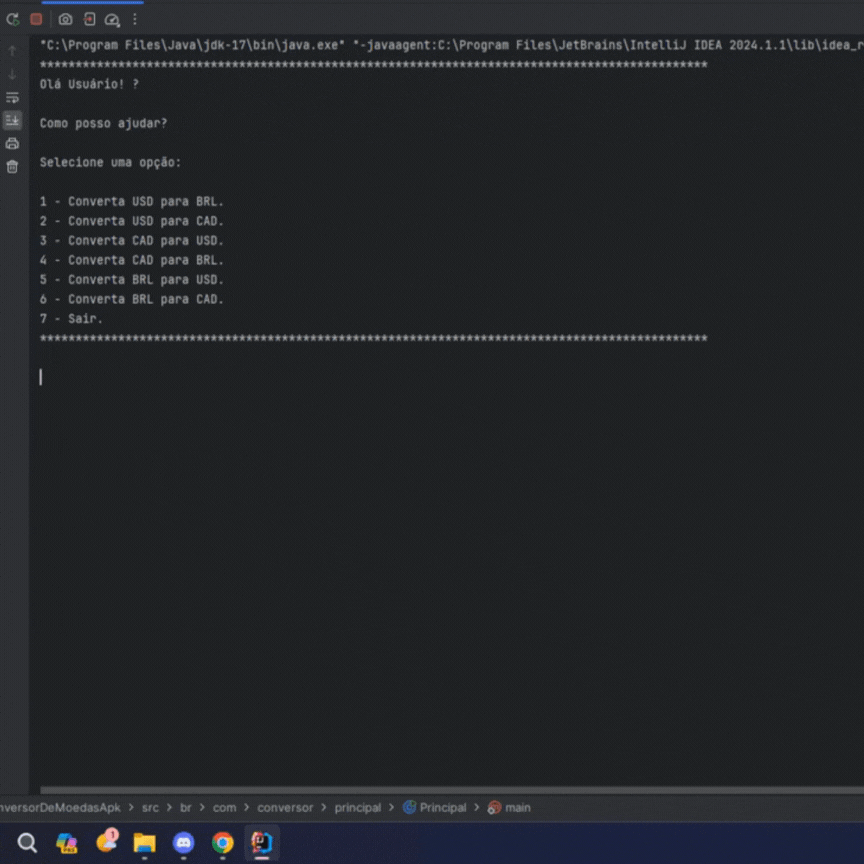 "C:\Program Files\Java\jdk-17\bin\java.exe" "-javaagent:C:\Program Files\JetBrains\IntelliJ IDEA 2024.1.1\lib\idea_r
***********************************************************************************************
Olá Usuário! ?
Como posso ajudar?
Selecione uma opção:
1 - Converta USD para BRL.
2 - Converta USD para CAD.
3 - Converta CAD para USD.
4 - Converta CAD para BRL.
5 - Converta BRL para USD.
6 - Converta BRL para CAD.
7 - Sair.
***********************************************************************************************
nversorDeMoedasApk > src > br > com > conversor > principal > Principal > main
PRE
1